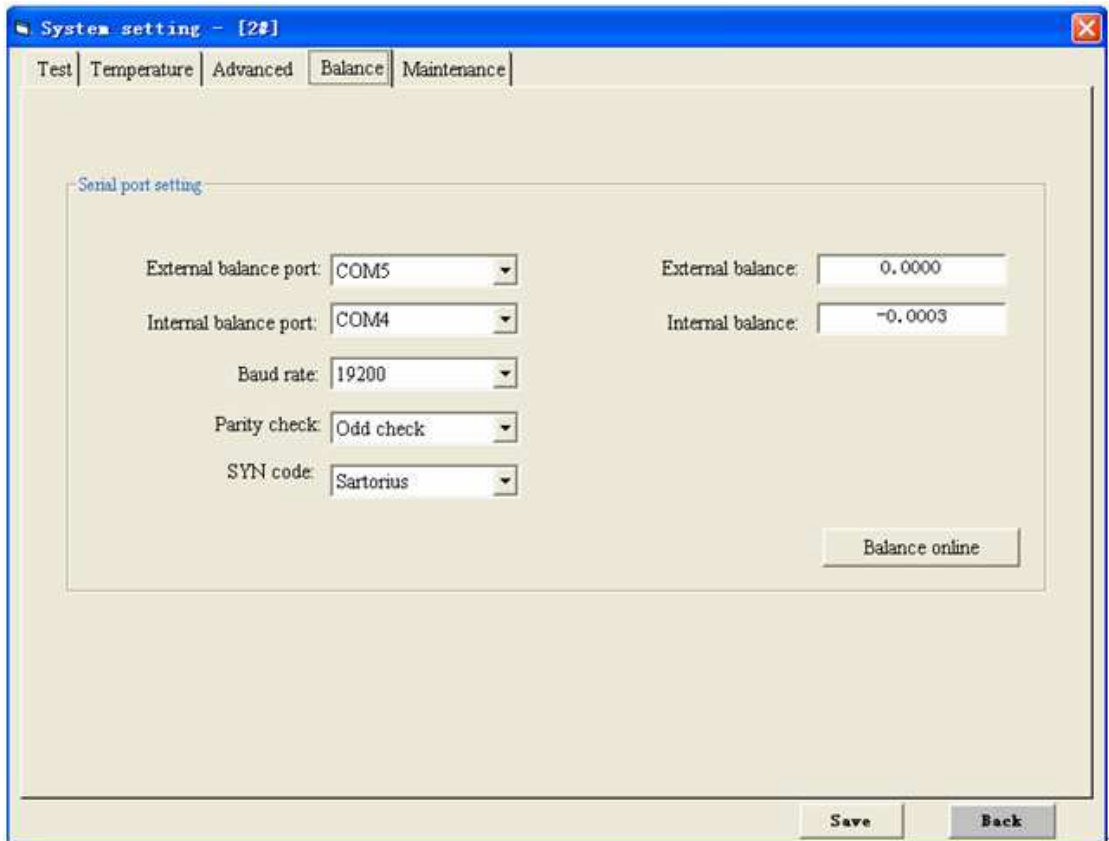 System setting - [2#]
Test Temperature Advanced Balance Maintenance
Serial port setting
External balance port: COM5 External balance: 0.0000
Internal balance port: COM4 Internal balance: -0.0003
Baud rate: 19200
Parity check: Odd check
SYN code: Sartorius
Balance online
Save Back